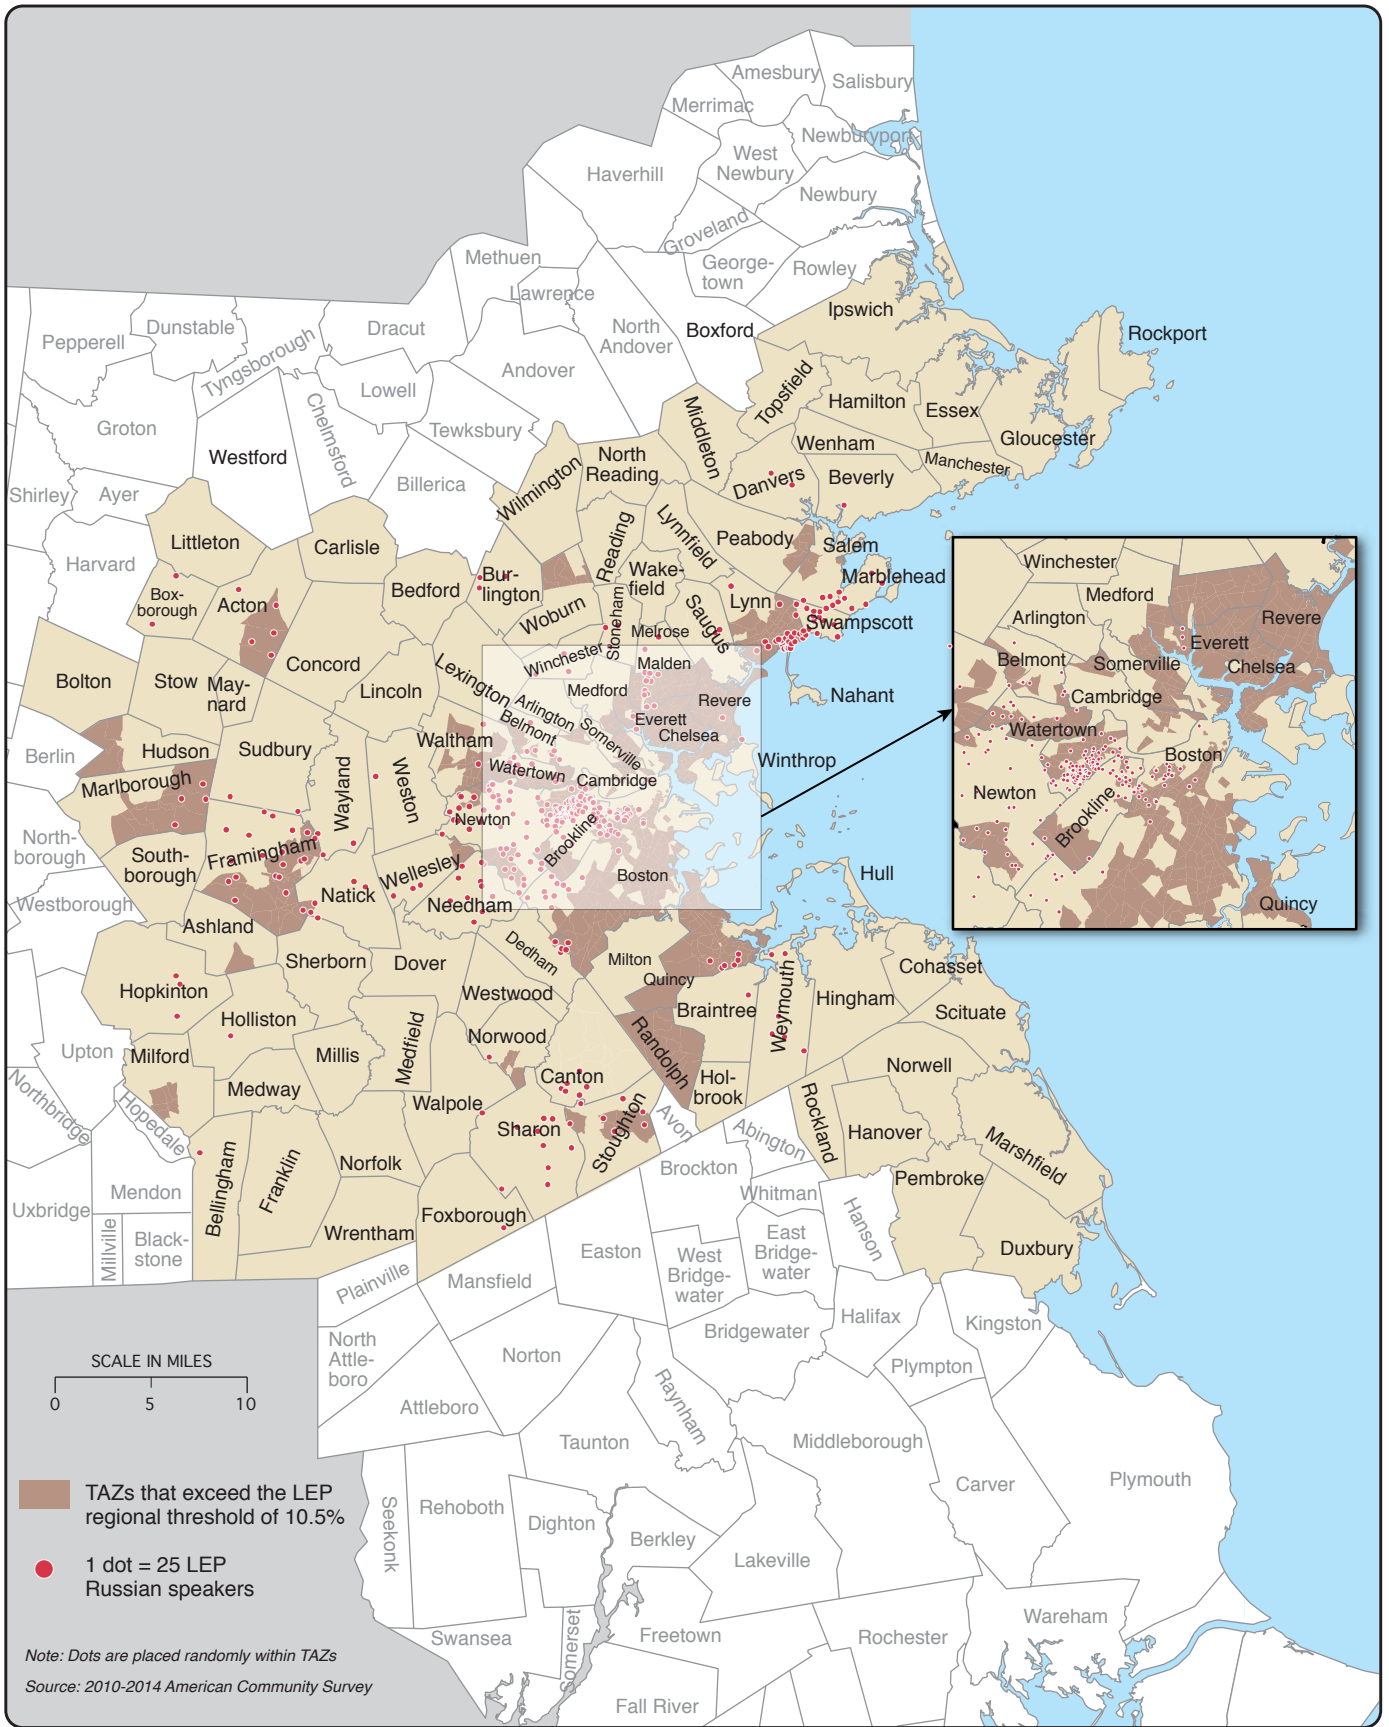 Amesbury
Salisbury
Merrimac
Newburyport
West
Newbury
Haverhill
Newbury
Groveland
Methuen
George-
town
Rowley
Lawrence
Ipswich
Dunstable
Dracut
North
Andover
Boxford
Rockport
Pepperell
Tyngsborough
Andover
Topsfield
Lowell
Hamilton
Essex
Groton
Chelmsford
Tewksbury
Middleton
Wenham
Gloucester
Westford
North
Reading
Manchester
Shirley
Ayer
Billerica
Wilmington
Danvers
Beverly
Littleton
Carlisle
Reading
Lynnfield
Peabody
Salem
Harvard
Bur-
lington
Wake-
field
Marblehead
Box-
borough
Acton
Bedford
Woburn
Stoneham
Saugus
Lynn
Swampscott
Melrose
Concord
Winchester
Malden
Bolton
Stow
May-
nard
Lincoln
Lexington
Medford
Revere
Nahant
Arlington
Belmont
Somerville
Everett
Chelsea
Berlin
Hudson
Sudbury
Waltham
Winthrop
Marlborough
Wayland
Weston
Watertown
Cambridge
Newton
North-
borough
South-
borough
Framingham
Brookline
Wellesley
Boston
Hull
Westborough
Natick
Needham
Ashland
Sherborn
Dover
Dedham
Milton
Quincy
Cohasset
Hopkinton
Westwood
Braintree
Weymouth
Hingham
Scituate
Holliston
Norwood
Randolph
Upton
Milford
Millis
Medfield
Norwell
Northbridge
Hopedale
Medway
Canton
Hol-
brook
Walpole
Rockland
Sharon
Stoughton
Avon
Abington
Hanover
Marshfield
Bellingham
Franklin
Norfolk
Brockton
Pembroke
Mendon
Whitman
Uxbridge
Foxborough
Hanson
Millville
Black-
stone
Wrentham
Easton
West
Bridge-
water
East
Bridge-
water
Duxbury
Plainville
Mansfield
Halifax
Kingston
North
Attle-
boro
Norton
Bridgewater
Plympton
Attleboro
Raynham
Taunton
Middleborough
Carver
Plymouth
Seekonk
Rehoboth
Dighton
Berkley
Lakeville
Swansea
Somerset
Freetown
Rochester
Wareham
Fall River
Winchester
Medford
Arlington
Revere
Everett
Belmont
Somerville
Chelsea
Cambridge
Watertown
Boston
Newton
Brookline
Quincy
SCALE IN MILES
0 5 10
TAZs that exceed the LEP
regional threshold of 10.5%
1 dot = 25 LEP
Russian speakers
Note: Dots are placed randomly within TAZs
Source: 2010-2014 American Community Survey